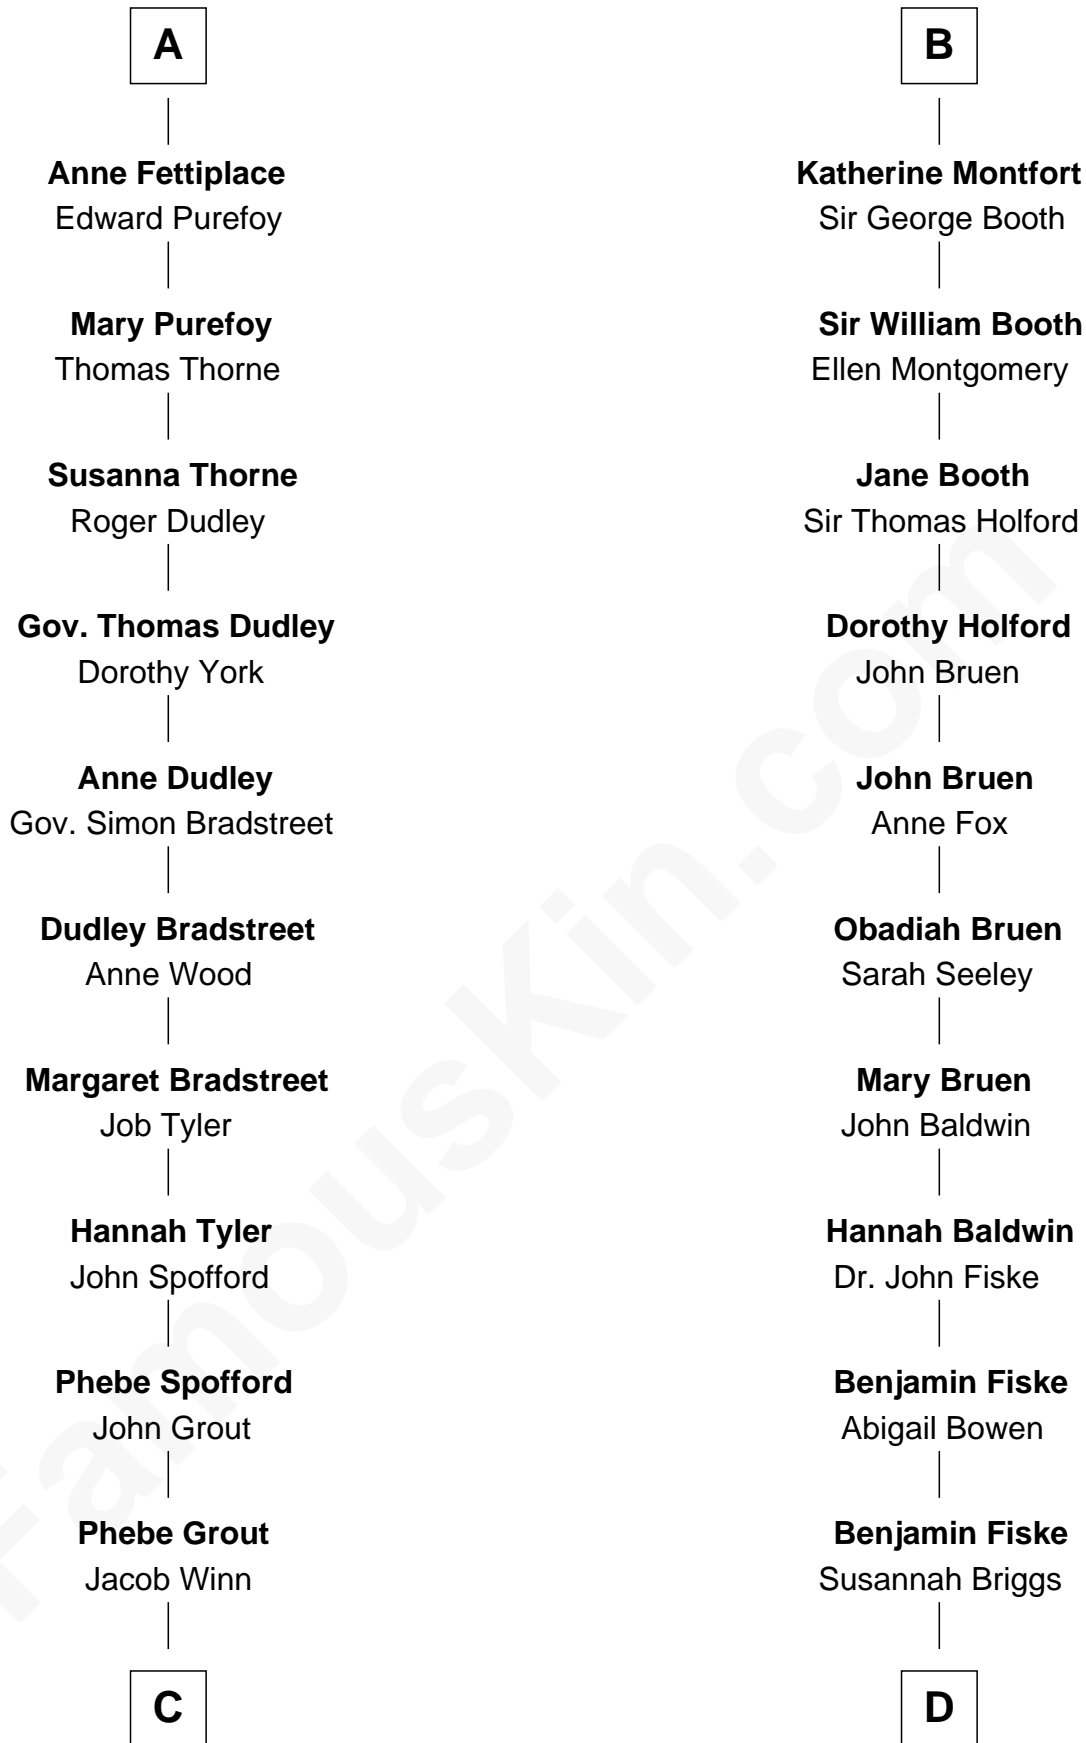 A
Anne Fettiplace
Edward Purefoy
Mary Purefoy
Thomas Thorne
Susanna Thorne
Roger Dudley
Gov. Thomas Dudley
Dorothy York
Anne Dudley
Gov. Simon Bradstreet
Dudley Bradstreet
Anne Wood
Margaret Bradstreet
Job Tyler
Hannah Tyler
John Spofford
Phebe Spofford
John Grout
Phebe Grout
Jacob Winn
C
B
Katherine Montfort
Sir George Booth
Sir William Booth
Ellen Montgomery
Jane Booth
Sir Thomas Holford
Dorothy Holford
John Bruen
John Bruen
Anne Fox
Obadiah Bruen
Sarah Seeley
Mary Bruen
John Baldwin
Hannah Baldwin
Dr. John Fiske
Benjamin Fiske
Abigail Bowen
Benjamin Fiske
Susannah Briggs
D
FamousKin.com